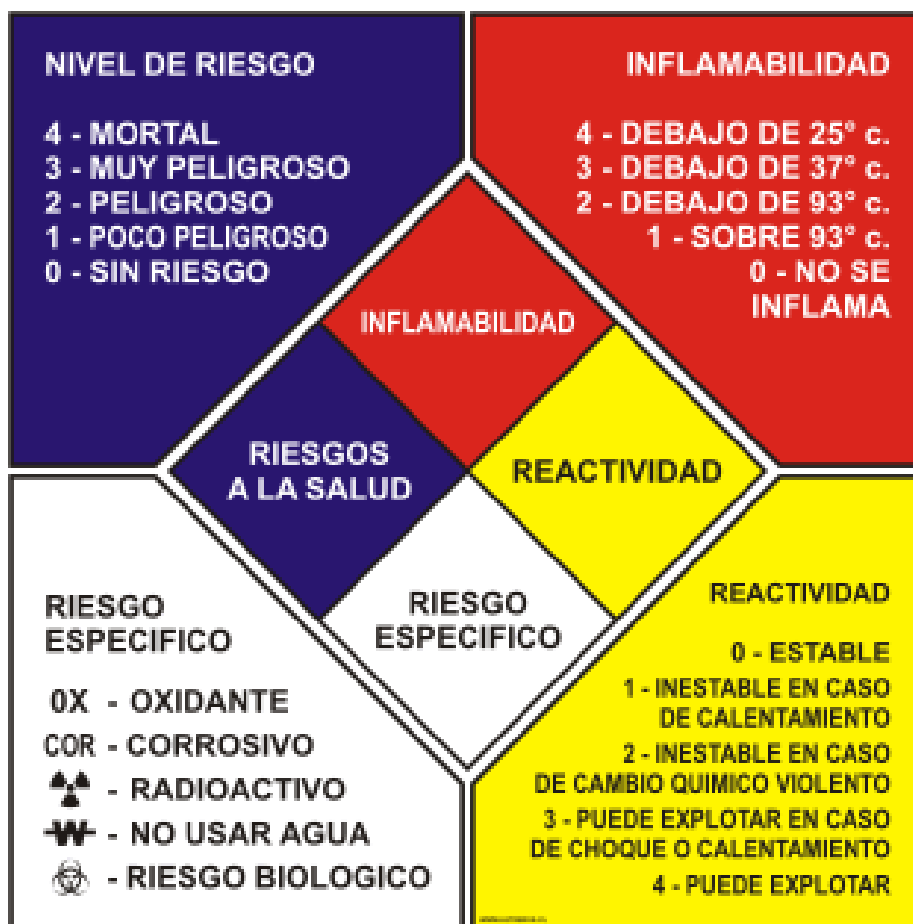 NIVEL DE RIESGO
4 - MORTAL
3 - MUY PELIGROSO
2 - PELIGROSO
1 - POCO PELIGROSO
0 - SIN RIESGO
INFLAMABILIDAD
4 - DEBAJO DE 25° c.
3 - DEBAJO DE 37° c.
2 - DEBAJO DE 93° c.
1 - SOBRE 93° c.
0 - NO SE
INFLAMA
INFLAMABILIDAD
RIESGOS
A LA SALUD
REACTIVIDAD
RIESGO
ESPECIFICO
RIESGO
ESPECIFICO
0X - OXIDANTE
COR - CORROSIVO
- RADIOACTIVO
W - NO USAR AGUA
- RIESGO BIOLOGICO
REACTIVIDAD
0 - ESTABLE
1 - INESTABLE EN CASO
DE CALENTAMIENTO
2 - INESTABLE EN CASO
DE CAMBIO QUIMICO VIOLENTO
3 - PUEDE EXPLOTAR EN CASO
DE CHOQUE O CALENTAMIENTO
4 - PUEDE EXPLOTAR